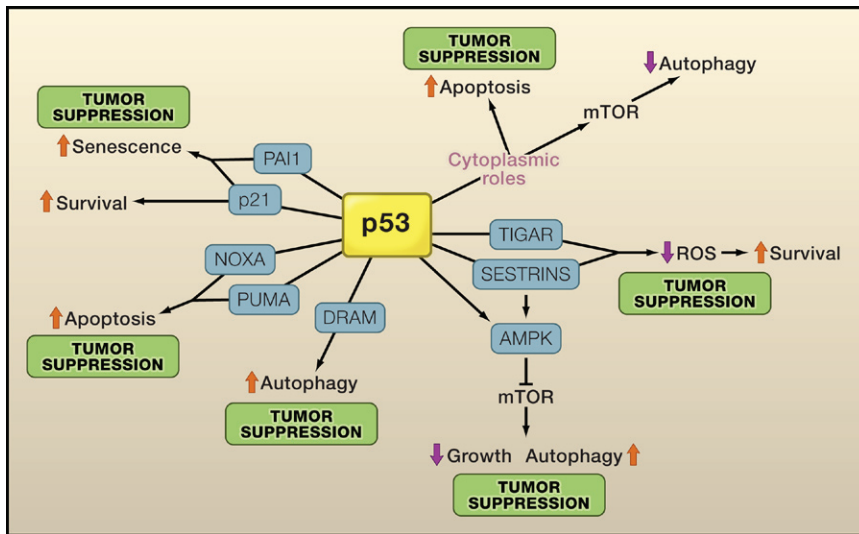 TUMOR
SUPPRESSION
Apoptosis
Autophagy
mTOR
Cytoplasmic
roles
TUMOR
SUPPRESSION
Senescence
PAI1
Survival
p21
p53
NOXA
PUMA
Apoptosis
TUMOR
SUPPRESSION
DRAM
Autophagy
TUMOR
SUPPRESSION
TIGAR
SESTRINS
ROS
Survival
TUMOR
SUPPRESSION
AMPK
mTOR
Growth Autophagy
TUMOR
SUPPRESSION